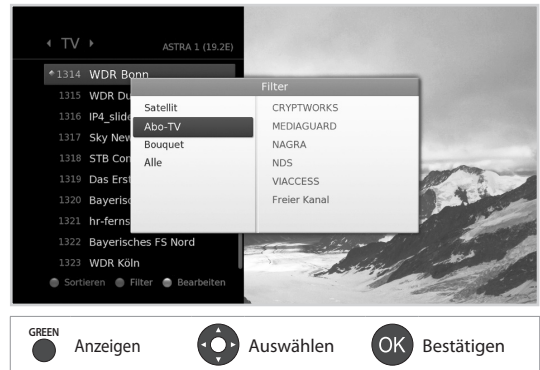 TV
ASTRA 1 (19.2E)
1314 WDR Bonn
1315 WDR Du
1316 IP4_slide
1317 Sky New
1318 STB Con
1319 Das Erst
1320 Bayerisc
1321 hr-ferns
1322 Bayerisches FS Nord
1323 WDR Köln
Sortieren Filter Bearbeiten
Filter
Satellit
Abo-TV
Bouquet
Alle
CRYPTWORKS
MEDIAGUARD
NAGRA
NDS
VIACCESS
Freier Kanal
GREEN
Anzeigen
Auswählen
OK Bestätigen